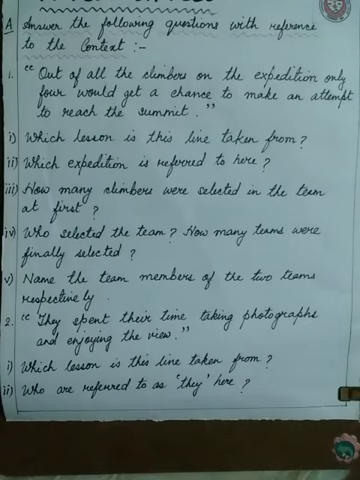 A Answer the following questions with reference
to the Context :-
1. "Out of all the climbers on the expedition only
four would get a chance to make an attempt
to reach the summit."
i) Which lesson is this line taken from?
ii) Which expedition is referred to here?
iii) How many climbers were selected in the team
at first?
iv) Who selected the team? How many teams were
finally selected?
v) Name the team members of the two teams
respectively.
2. "They spent their time taking photographs
and enjoying the view."
i) Which lesson is this line taken from?
ii) Who are referred to as 'they' here?